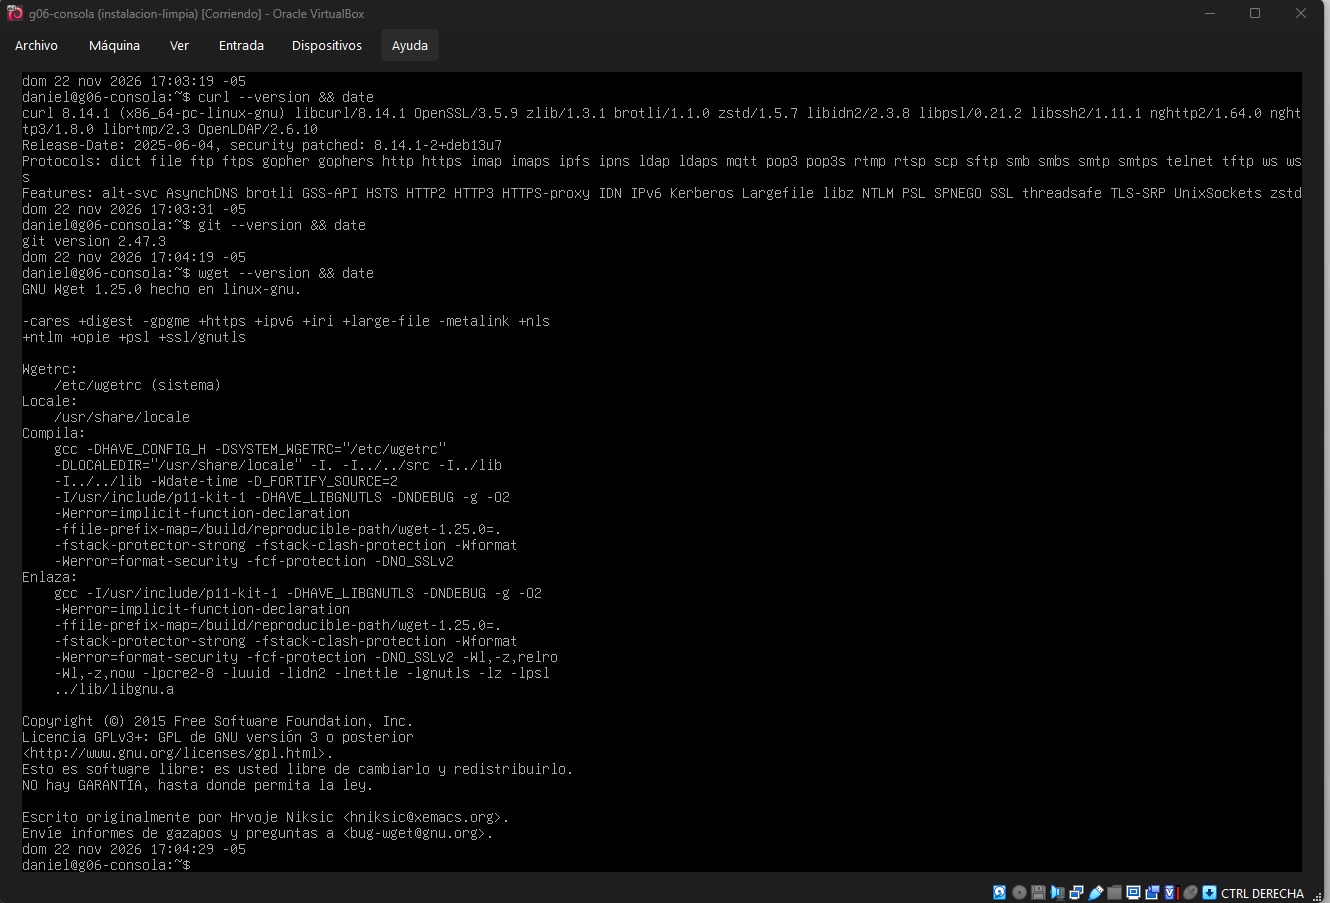 g06-consola (instalacion-limpia) [Corriendo] - Oracle VirtualBox
Archivo Máquina Ver Entrada Dispositivos Ayuda
dom 22 nov 2026 17:03:19 -05
daniel@g06-consola:~$ curl --version && date
curl 8.14.1 (x86_64-pc-linux-gnu) libcurl/8.14.1 OpenSSL/3.5.9 zlib/1.3.1 brotli/1.1.0 zstd/1.5.7 libidn2/2.3.8 libpsl/0.21.2 libssh2/1.11.1 nghttp2/1.64.0 nght
tp3/1.8.0 librtmp/2.3 OpenLDAP/2.6.10
Release-Date: 2025-06-04, security patched: 8.14.1-2+deb13u7
Protocols: dict file ftp ftps gopher gophers http https imap imaps ipfs ipns ldap ldaps mqtt pop3 pop3s rtmp rtsp scp sftp smb smbs smtp smtps telnet tftp ws ws
s
Features: alt-svc AsynchDNS brotli GSS-API HSTS HTTP2 HTTP3 HTTPS-proxy IDN IPv6 Kerberos Largefile libz NTLM PSL SPNEGO SSL threadsafe TLS-SRP UnixSockets zstd
dom 22 nov 2026 17:03:31 -05
daniel@g06-consola:~$ git --version && date
git version 2.47.3
dom 22 nov 2026 17:04:19 -05
daniel@g06-consola:~$ wget --version && date
GNU Wget 1.25.0 hecho en linux-gnu.
-cares +digest -gpgme +https +ipv6 +iri +large-file -metalink +nls
+ntlm +opie +psl +ssl/gnutls
Wgetrc:
/etc/wgetrc (sistema)
Locale:
/usr/share/locale
Compila:
gcc -DHAVE_CONFIG_H -DSYSTEM_WGETRC="/etc/wgetrc"
-DLOCALEDIR="/usr/share/locale" -I. -I../../src -I../lib
-I../../lib -Wdate-time -D_FORTIFY_SOURCE=2
-I/usr/include/p11-kit-1 -DHAVE_LIBGNUTLS -DNDEBUG -g -O2
-Werror=implicit-function-declaration
-ffile-prefix-map=/build/reproducible-path/wget-1.25.0=.
-fstack-protector-strong -fstack-clash-protection -Wformat
-Werror=format-security -fcf-protection -DNO_SSLv2
Enlaza:
gcc -I/usr/include/p11-kit-1 -DHAVE_LIBGNUTLS -DNDEBUG -g -O2
-Werror=implicit-function-declaration
-ffile-prefix-map=/build/reproducible-path/wget-1.25.0=.
-fstack-protector-strong -fstack-clash-protection -Wformat
-Werror=format-security -fcf-protection -DNO_SSLv2 -Wl,-z,relro
-Wl,-z,now -lpcre2-8 -luuid -lidn2 -lnettle -lgnutls -lz -lpsl
../lib/libgnu.a
Copyright (©) 2015 Free Software Foundation, Inc.
Licencia GPLv3+: GPL de GNU versión 3 o posterior
<http://www.gnu.org/licenses/gpl.html>.
Esto es software libre: es usted libre de cambiarlo y redistribuirlo.
NO hay GARANTÍA, hasta donde permita la ley.
Escrito originalmente por Hrvoje Niksic <hniksic@xemacs.org>.
Envíe informes de gazapos y preguntas a <bug-wget@gnu.org>.
dom 22 nov 2026 17:04:29 -05
daniel@g06-consola:~$
CTRL DERECHA